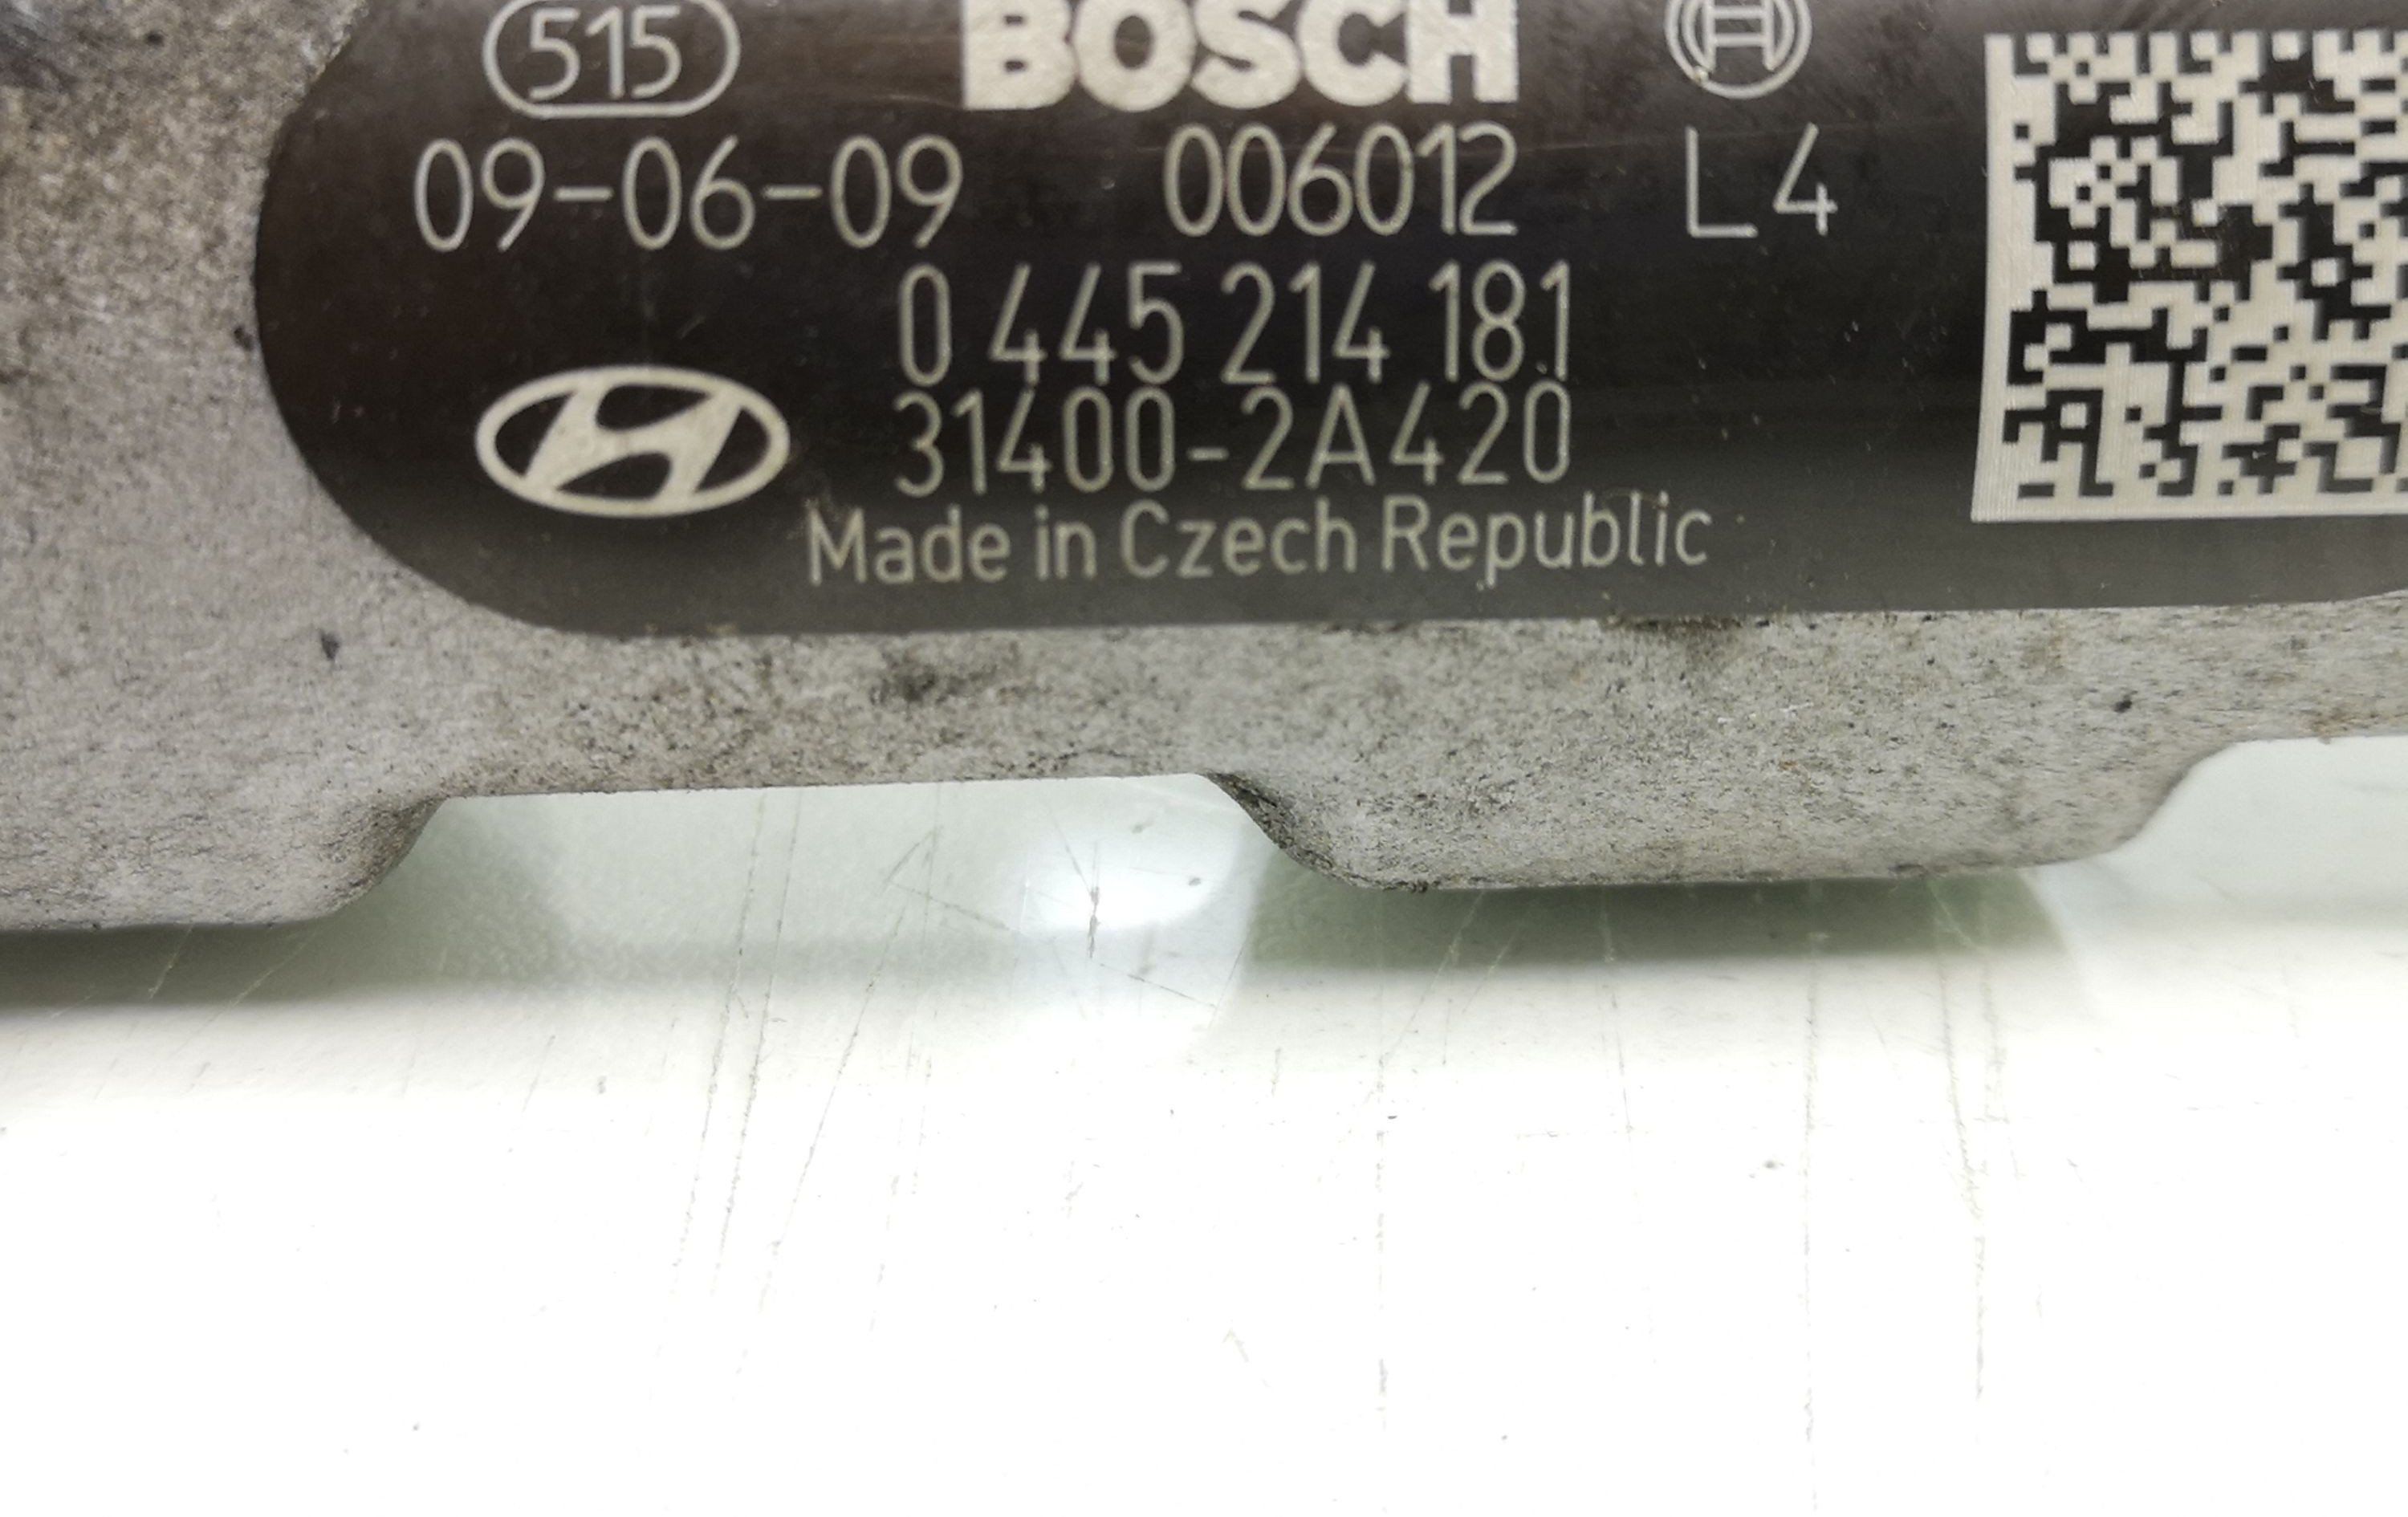 515 BOSCH
09-06-09 006012 L4
0 445 214 181
31400-2A420
Made in Czech Republic